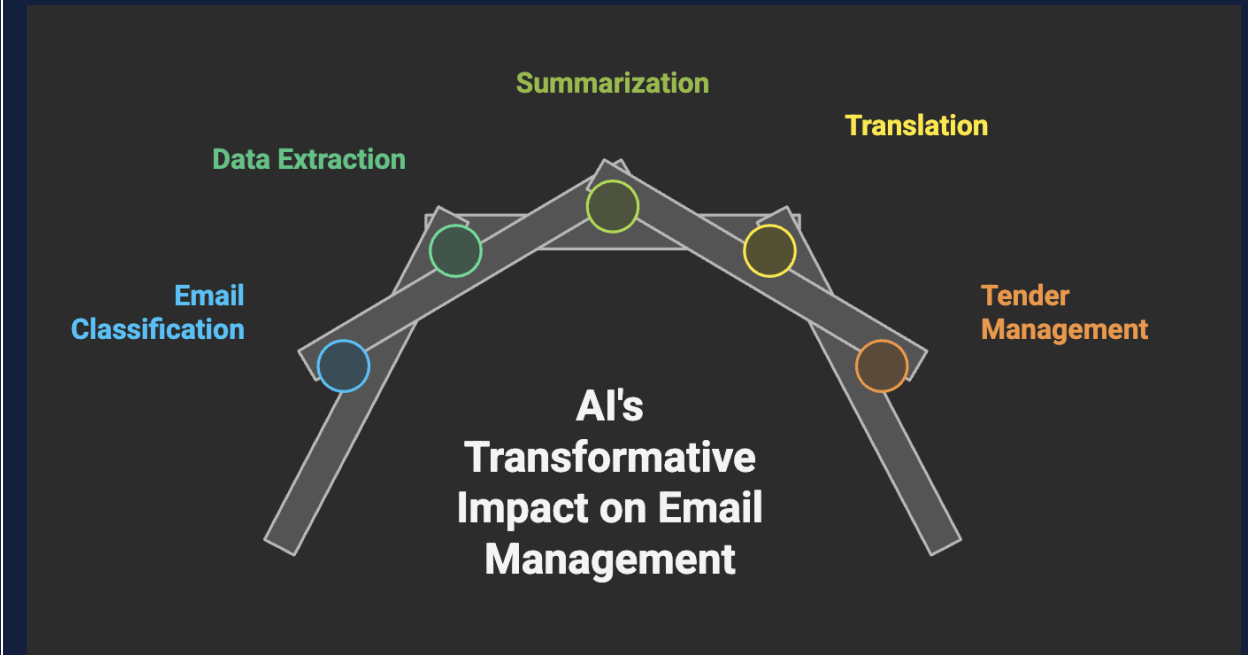 Summarization
Translation
Data Extraction
Email
Classification
Tender
Management
AI's
Transformative
Impact on Email
Management